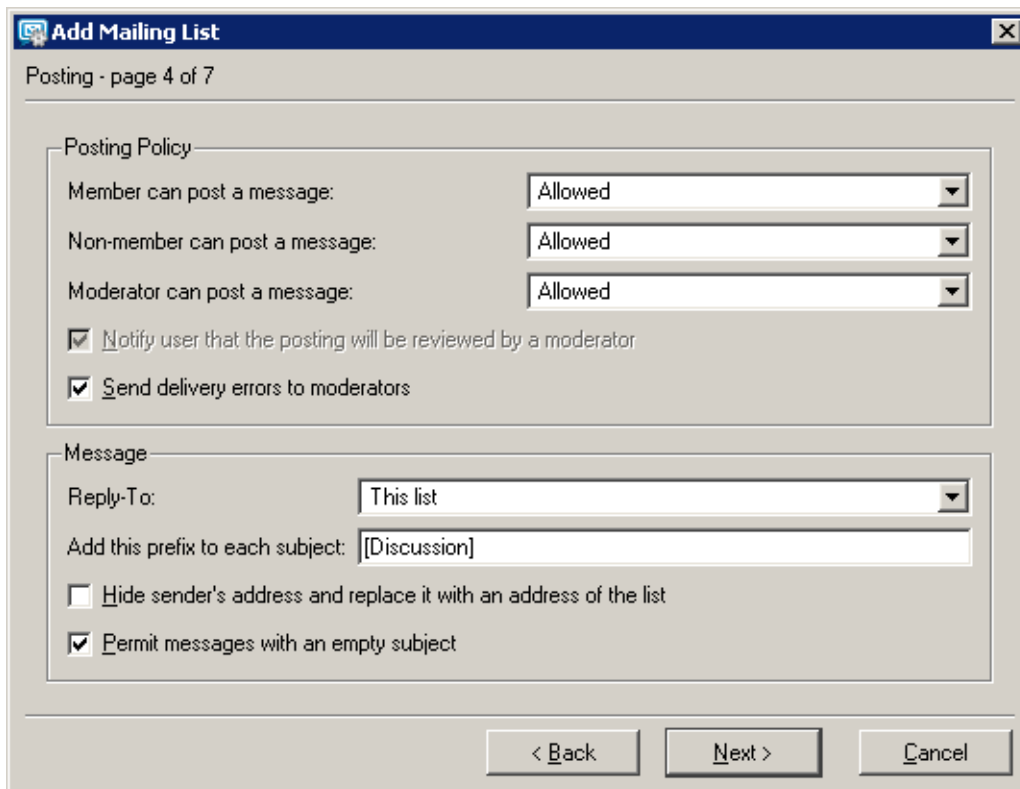 Add Mailing List
Posting - page 4 of 7
Posting Policy
Member can post a message: Allowed
Non-member can post a message: Allowed
Moderator can post a message: Allowed
Notify user that the posting will be reviewed by a moderator
Send delivery errors to moderators
Message
Reply-To: This list
Add this prefix to each subject: [Discussion]
Hide sender's address and replace it with an address of the list
Permit messages with an empty subject
< Back Next > Cancel